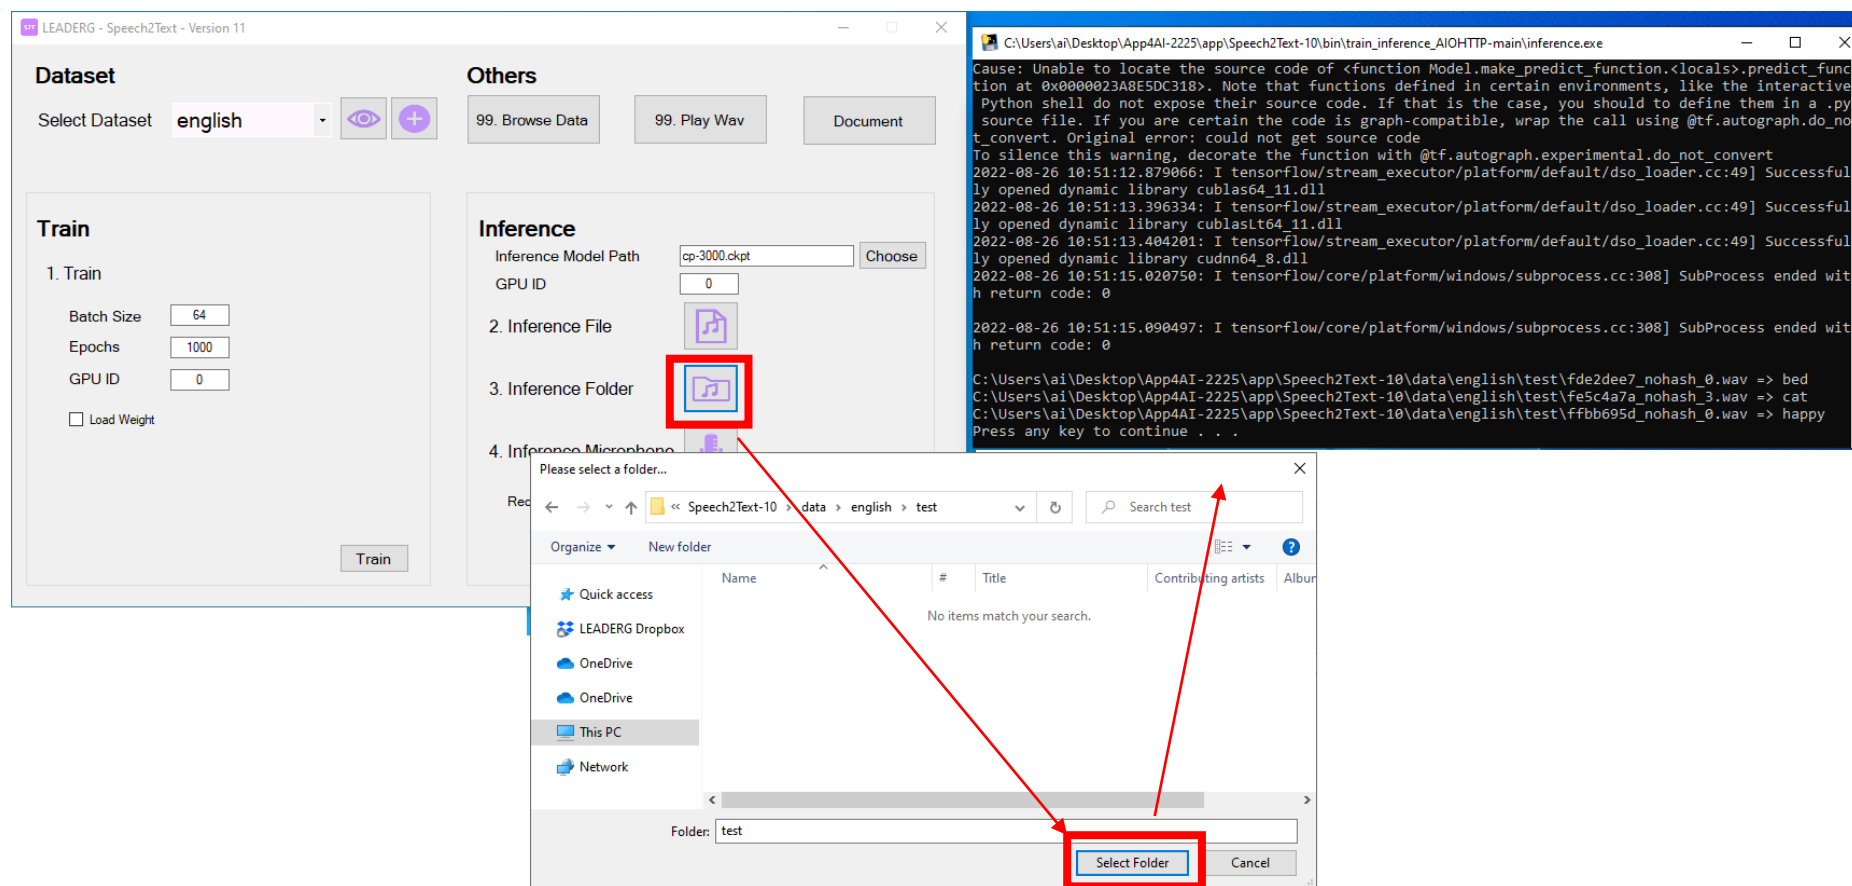 LEADERG - Speech2Text - Version 11
Dataset
Select Dataset
english
Others
99. Browse Data
99. Play Wav
Document
Train
1. Train
Batch Size
64
Epochs
1000
GPU ID
0
Load Weight
Train
Inference
Inference Model Path
cp-3000.ckpt
Choose
GPU ID
0
2. Inference File
3. Inference Folder
4. Inference Microphone
Rec
C:\Users\ai\Desktop\App4AI-2225\app\Speech2Text-10\bin\train_inference_AIOHTTP-main\inference.exe
Cause: Unable to locate the source code of <function Model.make_predict_function.<locals>.predict_func
tion at 0x0000023A8E5DC318>. Note that functions defined in certain environments, like the interactive
Python shell do not expose their source code. If that is the case, you should to define them in a .py
source file. If you are certain the code is graph-compatible, wrap the call using @tf.autograph.do_no
t_convert. Original error: could not get source code
To silence this warning, decorate the function with @tf.autograph.experimental.do_not_convert
2022-08-26 10:51:12.879066: I tensorflow/stream_executor/platform/default/dso_loader.cc:49] Successful
ly opened dynamic library cublas64_11.dll
2022-08-26 10:51:13.396334: I tensorflow/stream_executor/platform/default/dso_loader.cc:49] Successful
ly opened dynamic library cublasLt64_11.dll
2022-08-26 10:51:13.404201: I tensorflow/stream_executor/platform/default/dso_loader.cc:49] Successful
ly opened dynamic library cudnn64_8.dll
2022-08-26 10:51:15.020750: I tensorflow/core/platform/windows/subprocess.cc:308] SubProcess ended wit
h return code: 0
2022-08-26 10:51:15.090497: I tensorflow/core/platform/windows/subprocess.cc:308] SubProcess ended wit
h return code: 0
C:\Users\ai\Desktop\App4AI-2225\app\Speech2Text-10\data\english\test\fde2dee7_nohash_0.wav => bed
C:\Users\ai\Desktop\App4AI-2225\app\Speech2Text-10\data\english\test\fe5c4a7a_nohash_3.wav => cat
C:\Users\ai\Desktop\App4AI-2225\app\Speech2Text-10\data\english\test\ffbb695d_nohash_0.wav => happy
Press any key to continue . . .
Please select a folder...
« Speech2Text-10 › data › english › test
Search test
Organize
New folder
Name
#
Title
Contributing artists
Album
No items match your search.
Quick access
LEADERG Dropbox
OneDrive
OneDrive
This PC
Network
Folder: test
Select Folder
Cancel